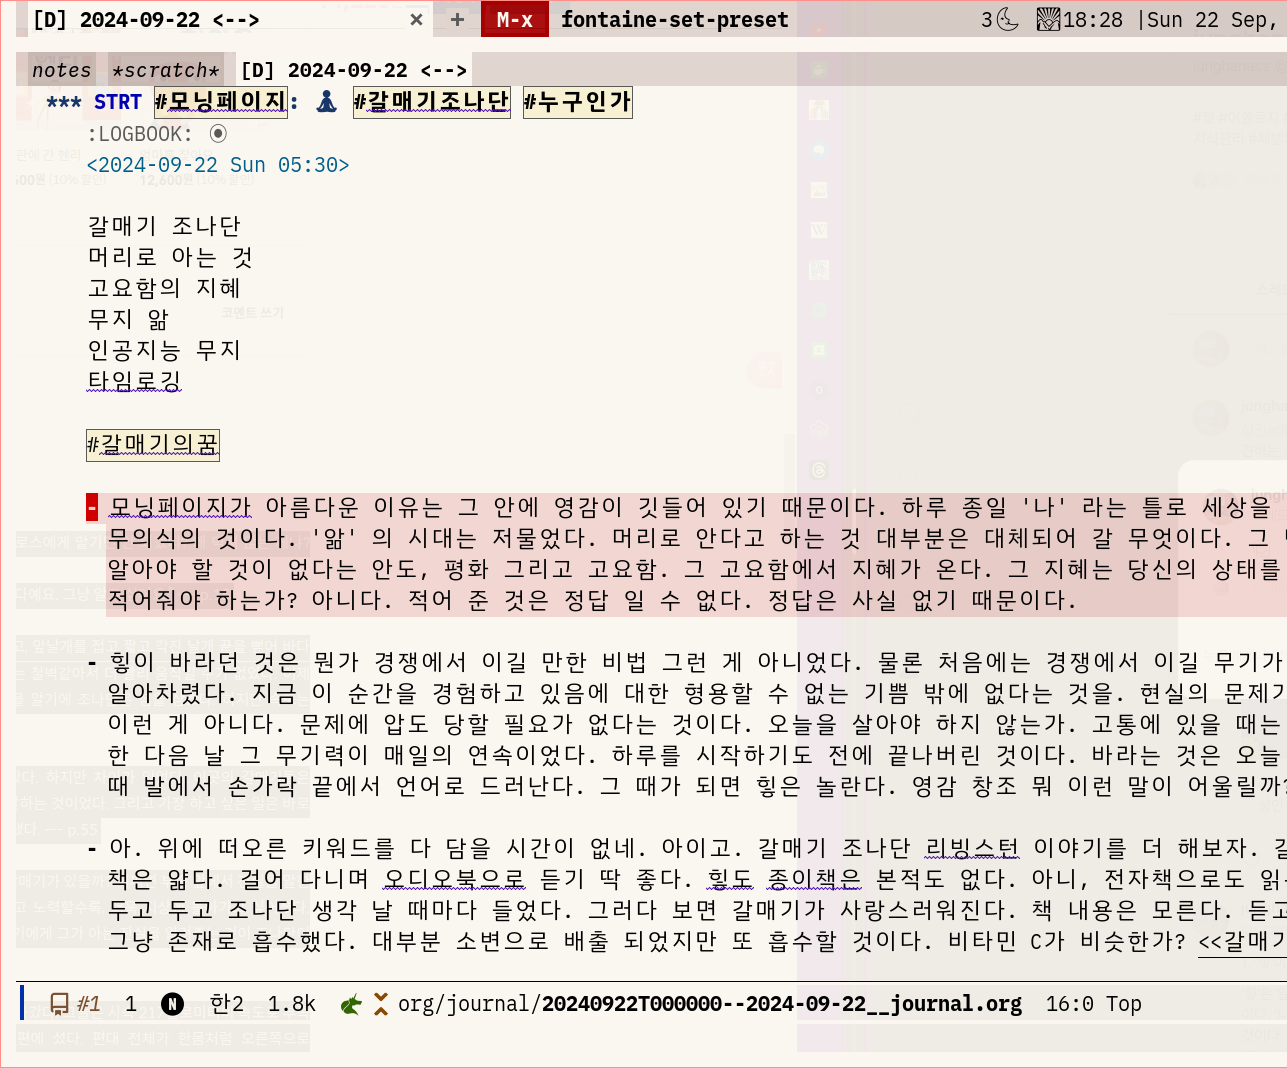 [D] 2024-09-22 <--> × + M-x fontaine-set-preset 3 18:28 |Sun 22 Sep,
notes *scratch* [D] 2024-09-22 <-->
*** STRT #모닝페이지: #갈매기조나단 #누구인가
:LOGBOOK:
<2024-09-22 Sun 05:30>
갈매기 조나단
머리로 아는 것
고요함의 지혜
무지 앎
인공지능 무지
타임로깅
#갈매기의꿈
- 모닝페이지가 아름다운 이유는 그 안에 영감이 깃들어 있기 때문이다. 하루 종일 '나' 라는 틀로 세상을
무의식의 것이다. '앎' 의 시대는 저물었다. 머리로 안다고 하는 것 대부분은 대체되어 갈 무엇이다. 그
알아야 할 것이 없다는 안도, 평화 그리고 고요함. 그 고요함에서 지혜가 온다. 그 지혜는 당신의 상태를
적어줘야 하는가? 아니다. 적어 준 것은 정답 일 수 없다. 정답은 사실 없기 때문이다.
- 힣이 바라던 것은 뭔가 경쟁에서 이길 만한 비법 그런 게 아니었다. 물론 처음에는 경쟁에서 이길 무기가
알아차렸다. 지금 이 순간을 경험하고 있음에 대한 형용할 수 없는 기쁨 밖에 없다는 것을. 현실의 문제가
이런 게 아니다. 문제에 압도 당할 필요가 없다는 것이다. 오늘을 살아야 하지 않는가. 고통에 있을 때는
한 다음 날 그 무기력이 매일의 연속이었다. 하루를 시작하기도 전에 끝나버린 것이다. 바라는 것은 오늘
때 말에서 손가락 끝에서 언어로 드러난다. 그 때가 되면 힣은 놀란다. 영감 창조 뭐 이런 말이 어울릴까?
- 아. 위에 떠오른 키워드를 다 담을 시간이 없네. 아이고. 갈매기 조나단 리빙스턴 이야기를 더 해보자.
책은 얇다. 걸어 다니며 오디오북으로 듣기 딱 좋다. 힣도 종이책은 본적도 없다. 아니, 전자책으로도
두고 두고 조나단 생각 날 때마다 들었다. 그러다 보면 갈매기가 사랑스러워진다. 책 내용은 모른다. 듣고
그냥 존재로 흡수했다. 대부분 소변으로 배출 되었지만 또 흡수할 것이다. 비타민 C가 비슷한가? <<갈매기
#1 1 N 한2 1.8k org/journal/20240922T000000--2024-09-22__journal.org 16:0 Top